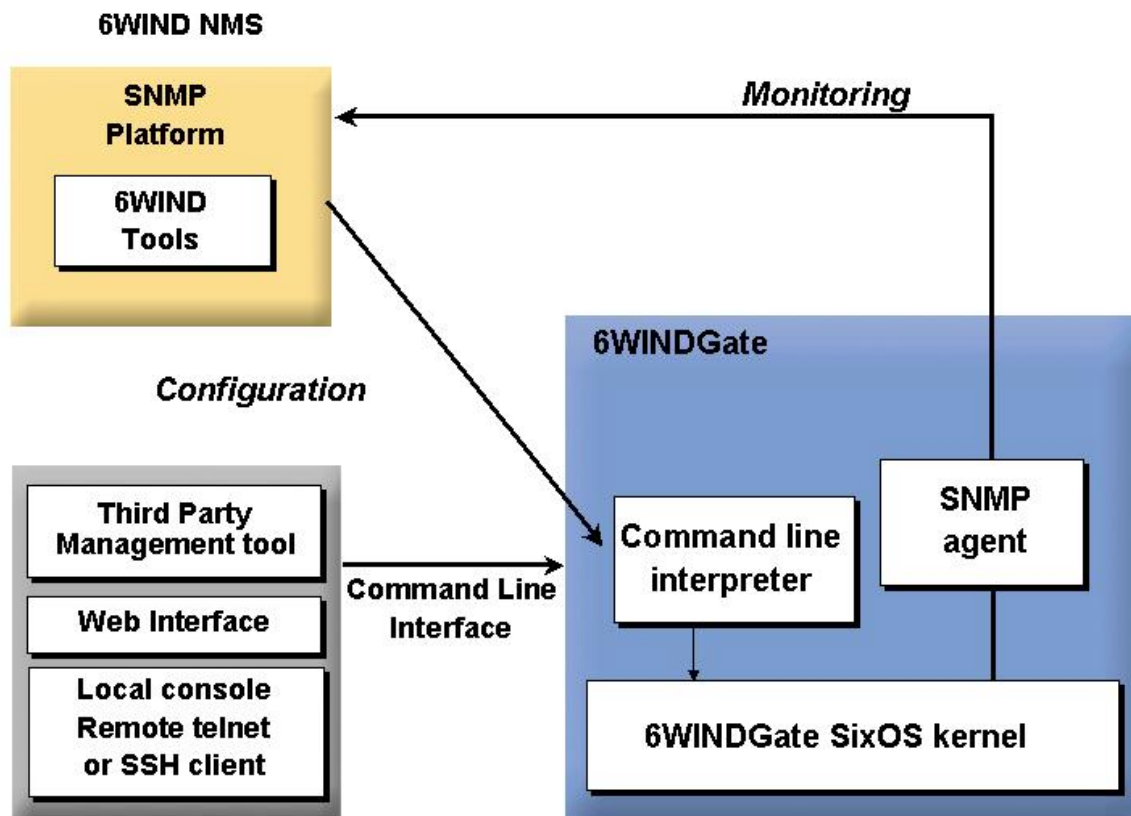 6WIND NMS
SNMP
Platform
6WIND
Tools
Monitoring
Configuration
6WINDGate
Command line
interpreter
SNMP
agent
6WINDGate SixOS kernel
Third Party
Management tool
Web Interface
Local console
Remote telnet
or SSH client
Command Line
Interface